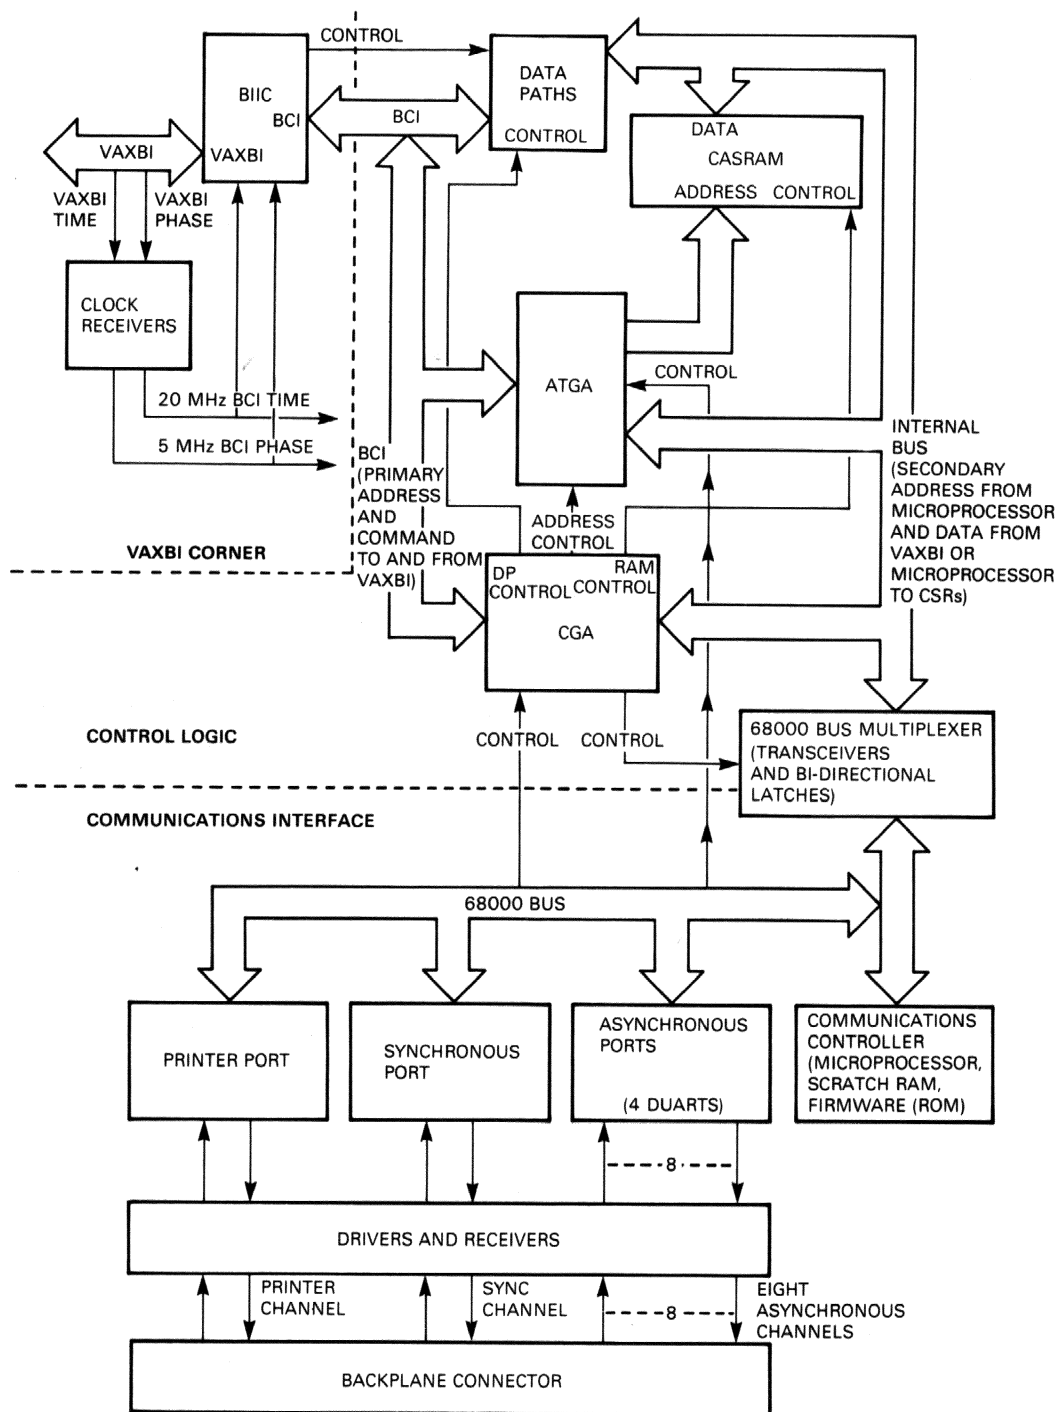 CONTROL
BIIC
BCI
VAXBI
VAXBI
VAXBI
TIME
VAXBI
PHASE
BCI
DATA
PATHS
CONTROL
DATA
CASRAM
ADDRESS CONTROL
CLOCK
RECEIVERS
20 MHz BCI TIME
5 MHz BCI PHASE
ATGA
CONTROL
BCI
(PRIMARY
ADDRESS
AND
COMMAND
TO AND FROM
VAXBI)
INTERNAL
BUS
(SECONDARY
ADDRESS FROM
MICROPROCESSOR
AND DATA FROM
VAXBI OR
MICROPROCESSOR
TO CSRs)
ADDRESS
CONTROL
VAXBI CORNER
DP
CONTROL
RAM
CONTROL
CGA
CONTROL LOGIC
CONTROL
CONTROL
68000 BUS MULTIPLEXER
(TRANSCEIVERS
AND BI-DIRECTIONAL
LATCHES)
COMMUNICATIONS INTERFACE
68000 BUS
PRINTER PORT
SYNCHRONOUS
PORT
ASYNCHRONOUS
PORTS
(4 DUARTS)
COMMUNICATIONS
CONTROLLER
(MICROPROCESSOR,
SCRATCH RAM,
FIRMWARE (ROM)
8
DRIVERS AND RECEIVERS
PRINTER
CHANNEL
SYNC
CHANNEL
8
EIGHT
ASYNCHRONOUS
CHANNELS
BACKPLANE CONNECTOR